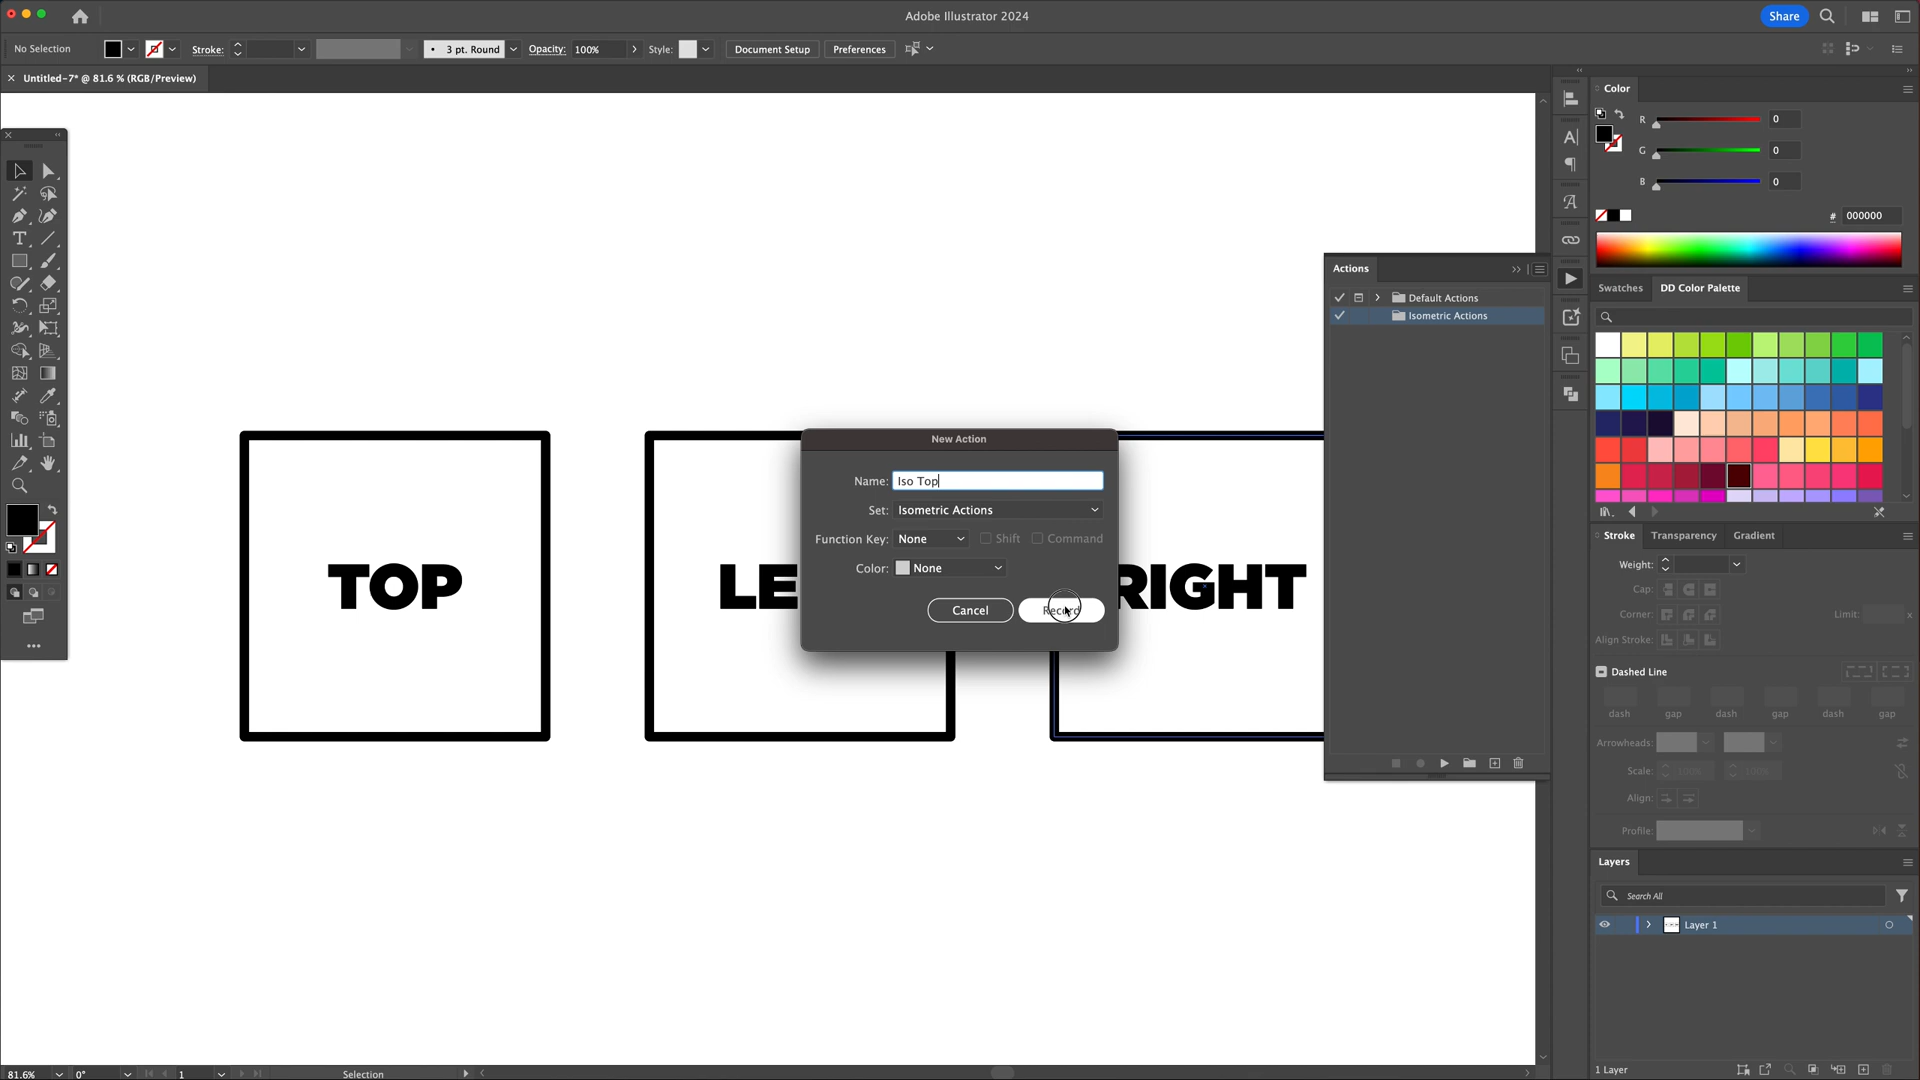 Adobe Illustrator 2024
Share
No Selection
Stroke:
3 pt. Round
Opacity:
100%
Style:
Document Setup
Preferences
Untitled-7* @ 81.6 % (RGB/Preview)
Color
R
0
G
0
B
0
#
000000
Actions
Default Actions
Isometric Actions
Swatches
DD Color Palette
TOP
LE
RIGHT
New Action
Name:
Iso Top
Set:
Isometric Actions
Function Key:
None
Shift
Command
Color:
None
Cancel
Record
Stroke
Transparency
Gradient
Weight:
Cap:
Corner:
Limit:
x
Align Stroke:
Dashed Line
dash
gap
dash
gap
dash
gap
Arrowheads:
Scale:
100%
100%
Align:
Profile:
Layers
Search All
Layer 1
1 Layer
81.6%
0°
1
Selection